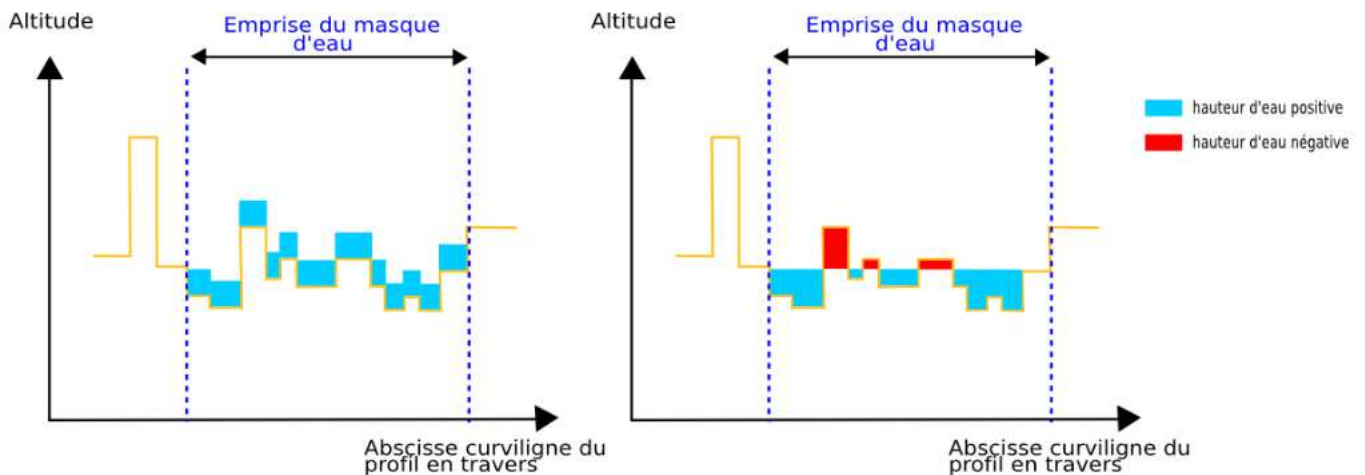 Altitude
Emprise du masque
d'eau
Abscisse curviligne du
profil en travers
Altitude
Emprise du masque
d'eau
Abscisse curviligne du
profil en travers
hauteur d'eau positive
hauteur d'eau négative